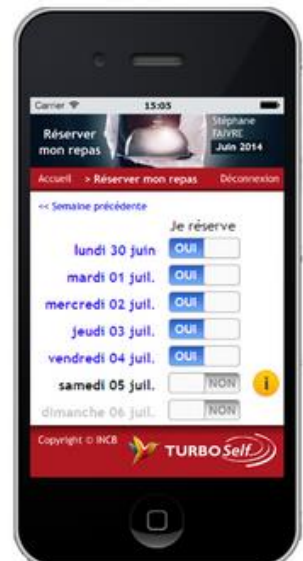 Carrier 15:05
Réserver
mon repas
Stéphane
FAIVRE
Juin 2014
Accueil > Réserver mon repas Déconnexion
<< Semaine précédente
Je réserve
lundi 30 juin OUI
mardi 01 juil. OUI
mercredi 02 juil. OUI
jeudi 03 juil. OUI
vendredi 04 juil. OUI
samedi 05 juil. NON i
dimanche 06 juil. NON
Copyright © INCB TURBO Self